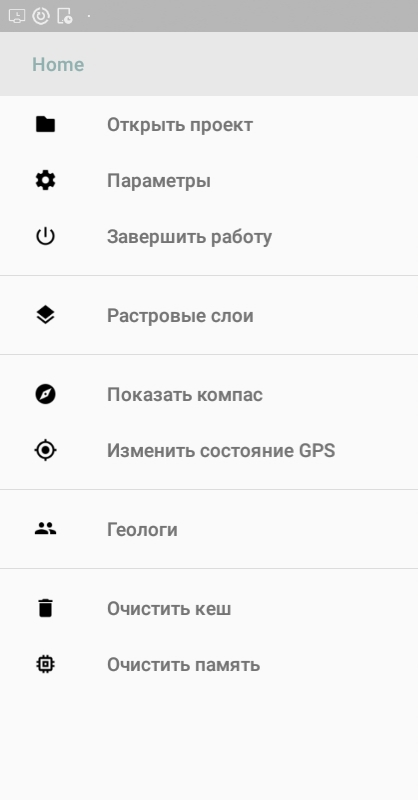 Home
Открыть проект
Параметры
Завершить работу
Растровые слои
Показать компас
Изменить состояние GPS
Геологи
Очистить кеш
Очистить память